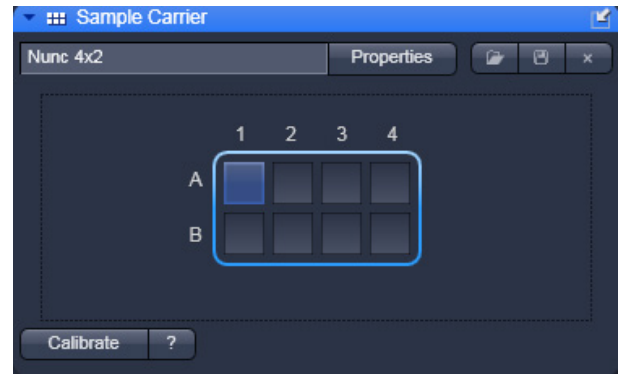 Sample Carrier
Nunc 4x2 Properties
1 2 3 4
A
B
Calibrate ?